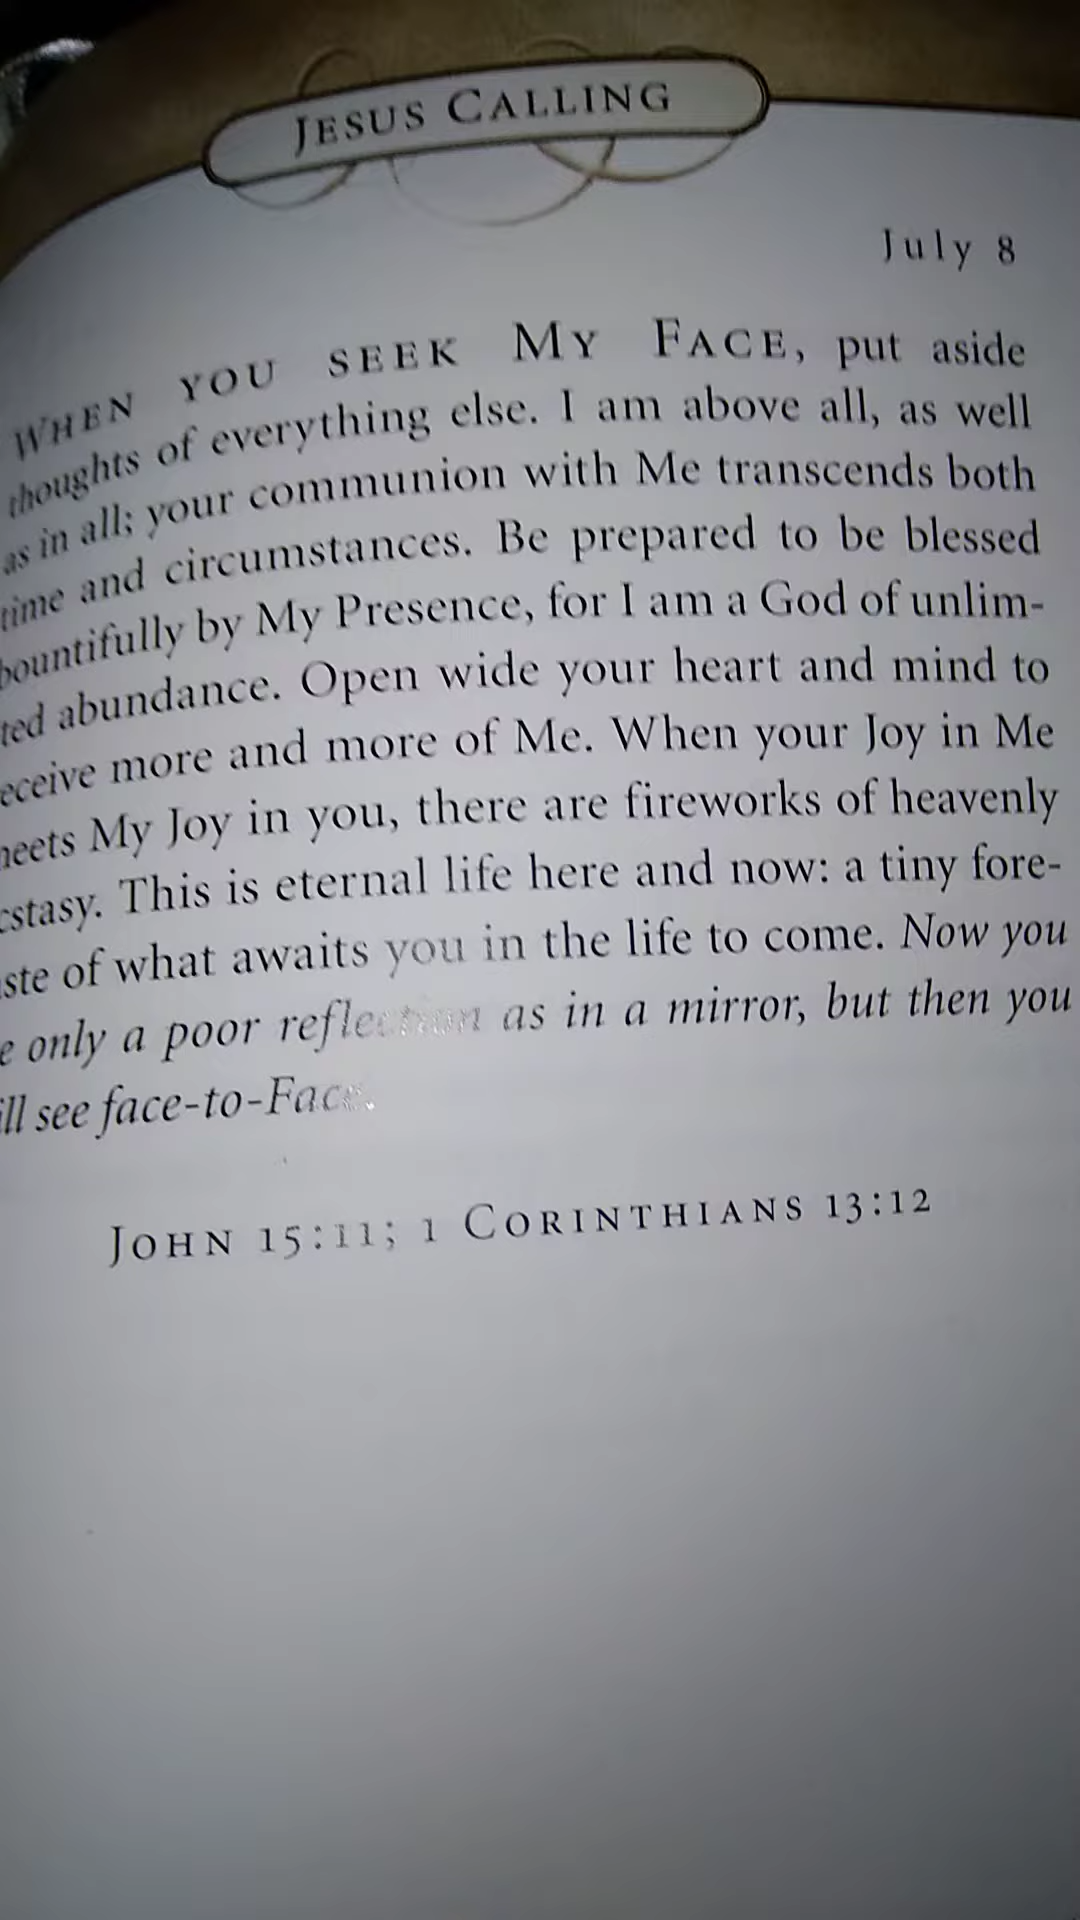 JESUS CALLING
July 8
WHEN YOU SEEK MY FACE, put aside
thoughts of everything else. I am above all, as well
as in all; your communion with Me transcends both
time and circumstances. Be prepared to be blessed
bountifully by My Presence, for I am a God of unlim-
ted abundance. Open wide your heart and mind to
eceive more and more of Me. When your Joy in Me
meets My Joy in you, there are fireworks of heavenly
cstasy. This is eternal life here and now: a tiny fore-
ste of what awaits you in the life to come. Now you
e only a poor reflection as in a mirror, but then you
ill see face-to-Face.
JOHN 15:11; 1 CORINTHIANS 13:12